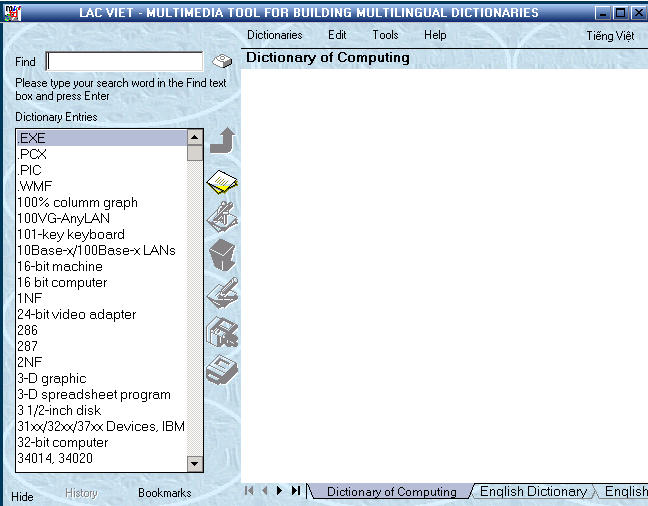 LAC VIET - MULTIMEDIA TOOL FOR BUILDING MULTILINGUAL DICTIONARIES
Dictionaries Edit Tools Help Tiếng Việt
Find
Dictionary of Computing
Please type your search word in the Find text
box and press Enter
Dictionary Entries
.EXE
.PCX
.PIC
.WMF
100% columm graph
100VG-AnyLAN
101-key keyboard
10Base-x/100Base-x LANs
16-bit machine
16 bit computer
1NF
24-bit video adapter
286
287
2NF
3-D graphic
3-D spreadsheet program
3 1/2-inch disk
31xx/32xx/37xx Devices, IBM
32-bit computer
34014, 34020
Hide History Bookmarks
Dictionary of Computing English Dictionary English